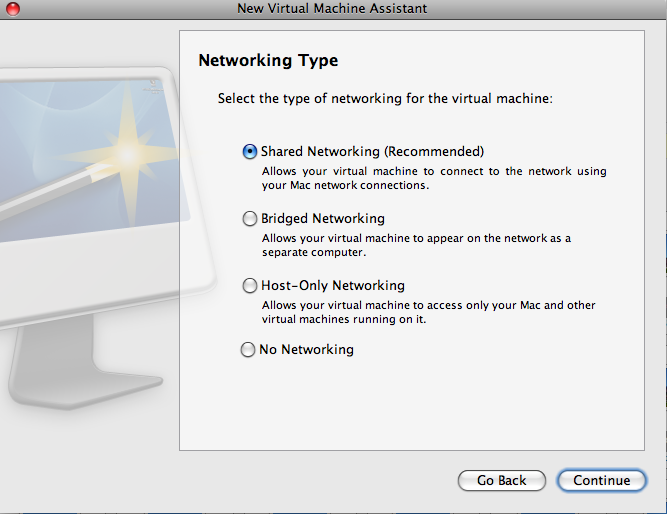 New Virtual Machine Assistant
Networking Type
Select the type of networking for the virtual machine:
Shared Networking (Recommended)
Allows your virtual machine to connect to the network using
your Mac network connections.
Bridged Networking
Allows your virtual machine to appear on the network as a
separate computer.
Host-Only Networking
Allows your virtual machine to access only your Mac and other
virtual machines running on it.
No Networking
Go Back
Continue